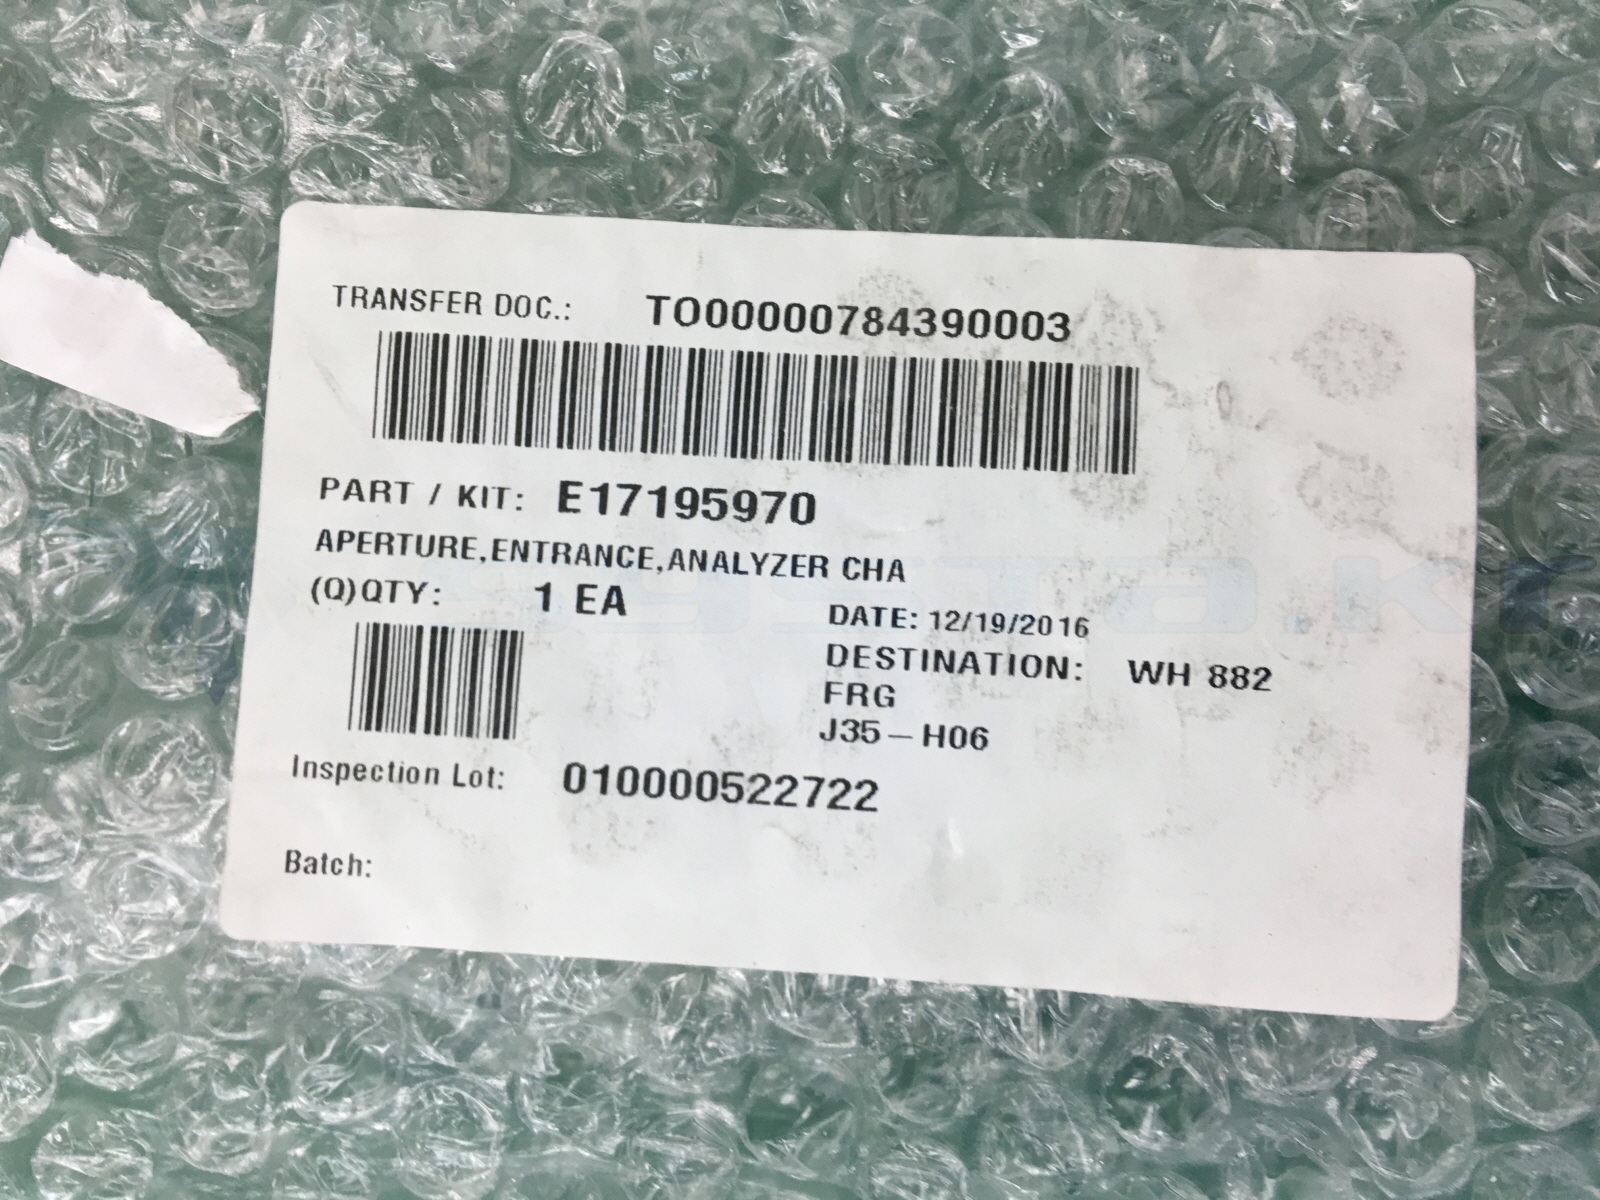 TRANSFER DOC.: TO00000784390003
PART / KIT: E17195970
APERTURE,ENTRANCE,ANALYZER CHA
(Q)QTY: 1 EA
DATE: 12/19/2016
DESTINATION: WH 882
FRG
J35-H06
Inspection Lot: 010000522722
Batch: